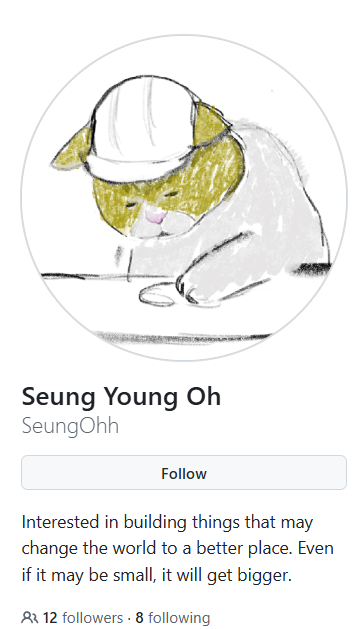 Seung Young Oh
SeungOhh
Follow
Interested in building things that may
change the world to a better place. Even
if it may be small, it will get bigger.
12 followers · 8 following